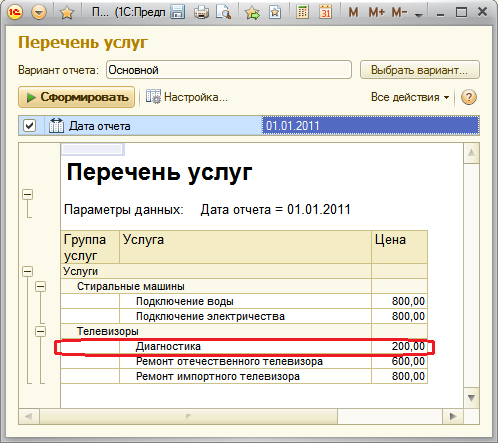 П... (1С:Предпл
M M+ M-
Перечень услуг
Вариант отчета: Основной Выбрать вариант...
Сформировать Настройка... Все действия ?
Дата отчета 01.01.2011
Перечень услуг
Параметры данных: Дата отчета = 01.01.2011
Группа услуг Услуга Цена
Услуги
Стиральные машины
Подключение воды 800,00
Подключение электричества 800,00
Телевизоры
Диагностика 200,00
Ремонт отечественного телевизора 600,00
Ремонт импортного телевизора 800,00